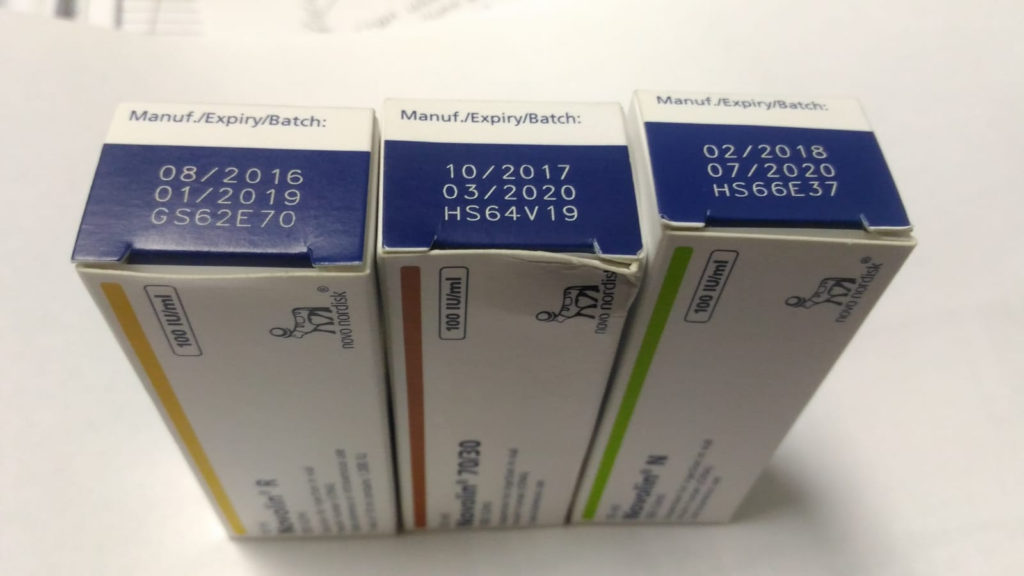 Manuf./Expiry/Batch:
08/2016
01/2019
GS62E70
100 IU/ml
novo nordisk®
Novolin® R
Manuf./Expiry/Batch:
10/2017
03/2020
HS64V19
100 IU/ml
novo nordisk
Novolin® 70/30
Manuf./Expiry/Batch:
02/2018
07/2020
HS66E37
100 IU/ml
novo nordisk®
Novolin® N